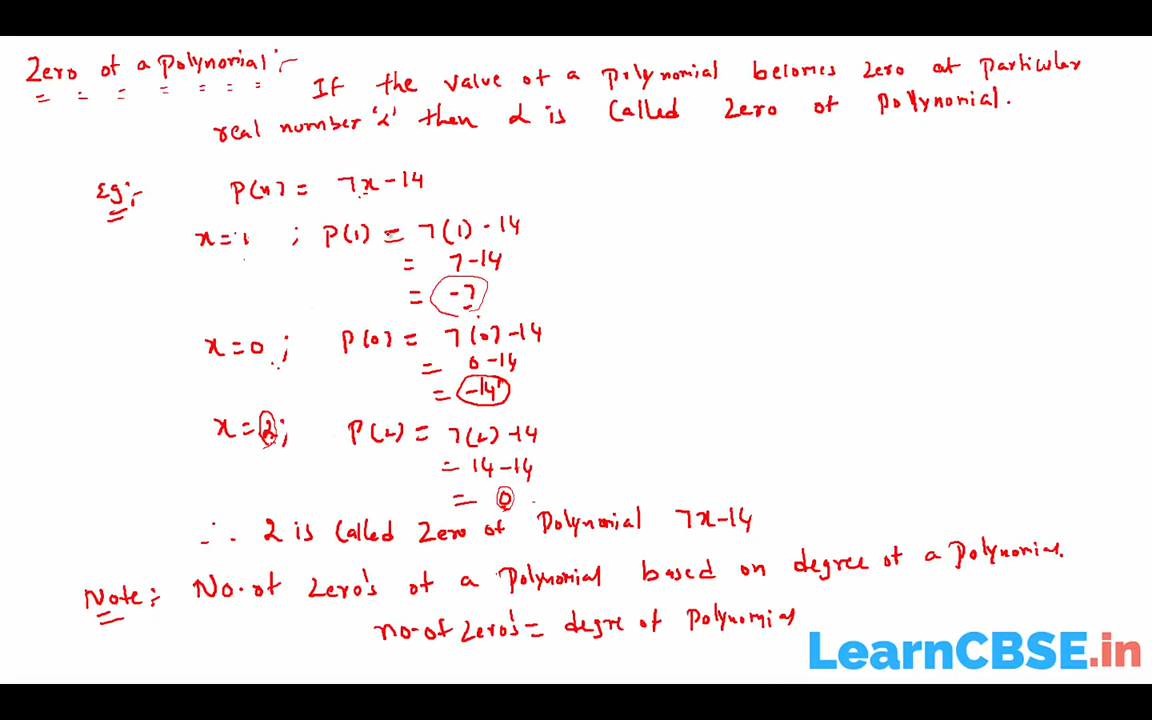 Zero of a Polynomial :-
If the value of a polynomial becomes zero at particular
real number 'α' then α is called zero of polynomial.
Eg:-
P(x) = 7x-14
x=1 ; P(1) = 7(1)-14
= 7-14
= -7
x=0 ; P(0) = 7(0)-14
= 0-14
= -14
x=2; P(2) = 7(2)-14
= 14-14
= 0
∴ 2 is called zero of Polynomial 7x-14
Note: No.of zero's of a Polynomial based on degree of a Polynomial.
no.of zero's = degre of Polynomial
LearnCBSE.in